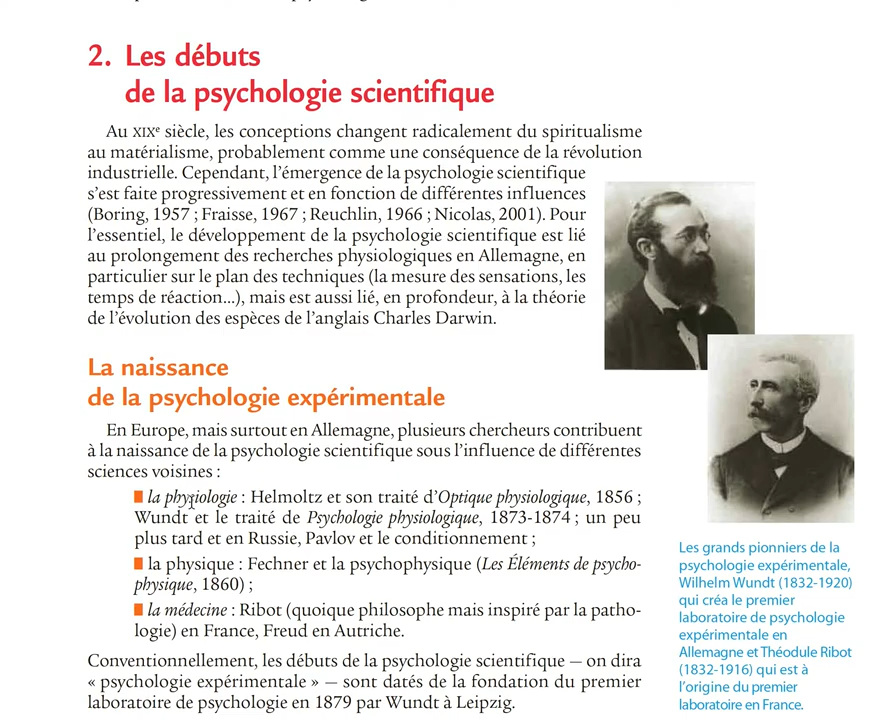 2. Les débuts
de la psychologie scientifique
Au XIXe siècle, les conceptions changent radicalement du spiritualisme
au matérialisme, probablement comme une conséquence de la révolution
industrielle. Cependant, l'émergence de la psychologie scientifique
s'est faite progressivement et en fonction de différentes influences
(Boring, 1957 ; Fraisse, 1967 ; Reuchlin, 1966 ; Nicolas, 2001). Pour
l'essentiel, le développement de la psychologie scientifique est lié
au prolongement des recherches physiologiques en Allemagne, en
particulier sur le plan des techniques (la mesure des sensations, les
temps de réaction...), mais est aussi lié, en profondeur, à la théorie
de l'évolution des espèces de l'anglais Charles Darwin.
La naissance
de la psychologie expérimentale
En Europe, mais surtout en Allemagne, plusieurs chercheurs contribuent
à la naissance de la psychologie scientifique sous l'influence de différentes
sciences voisines :
la physiologie : Helmoltz et son traité d'Optique physiologique, 1856 ;
Wundt et le traité de Psychologie physiologique, 1873-1874 ; un peu
plus tard et en Russie, Pavlov et le conditionnement ;
la physique : Fechner et la psychophysique (Les Éléments de psycho-
physique, 1860) ;
la médecine : Ribot (quoique philosophe mais inspiré par la patho-
logie) en France, Freud en Autriche.
Conventionnellement, les débuts de la psychologie scientifique – on dira
« psychologie expérimentale » – sont datés de la fondation du premier
laboratoire de psychologie en 1879 par Wundt à Leipzig.
Les grands pionniers de la
psychologie expérimentale,
Wilhelm Wundt (1832-1920)
qui créa le premier
laboratoire de psychologie
expérimentale en
Allemagne et Théodule Ribot
(1832-1916) qui est à
l'origine du premier
laboratoire en France.